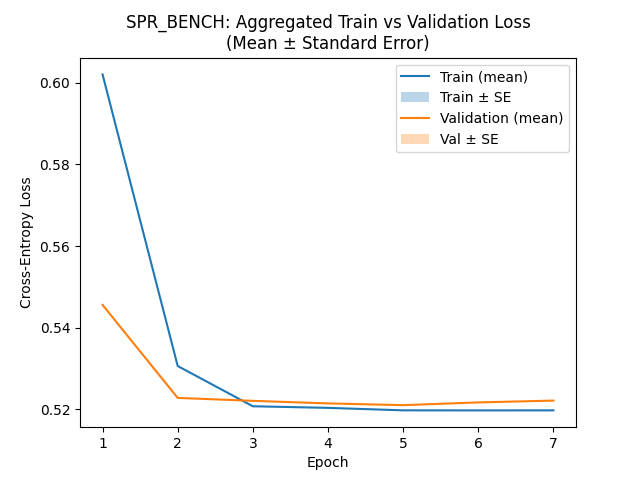 SPR_BENCH: Aggregated Train vs Validation Loss
(Mean ± Standard Error)
Train (mean)
Train ± SE
Validation (mean)
Val ± SE
Cross-Entropy Loss
0.60
0.58
0.56
0.54
0.52
1 2 3 4 5 6 7
Epoch